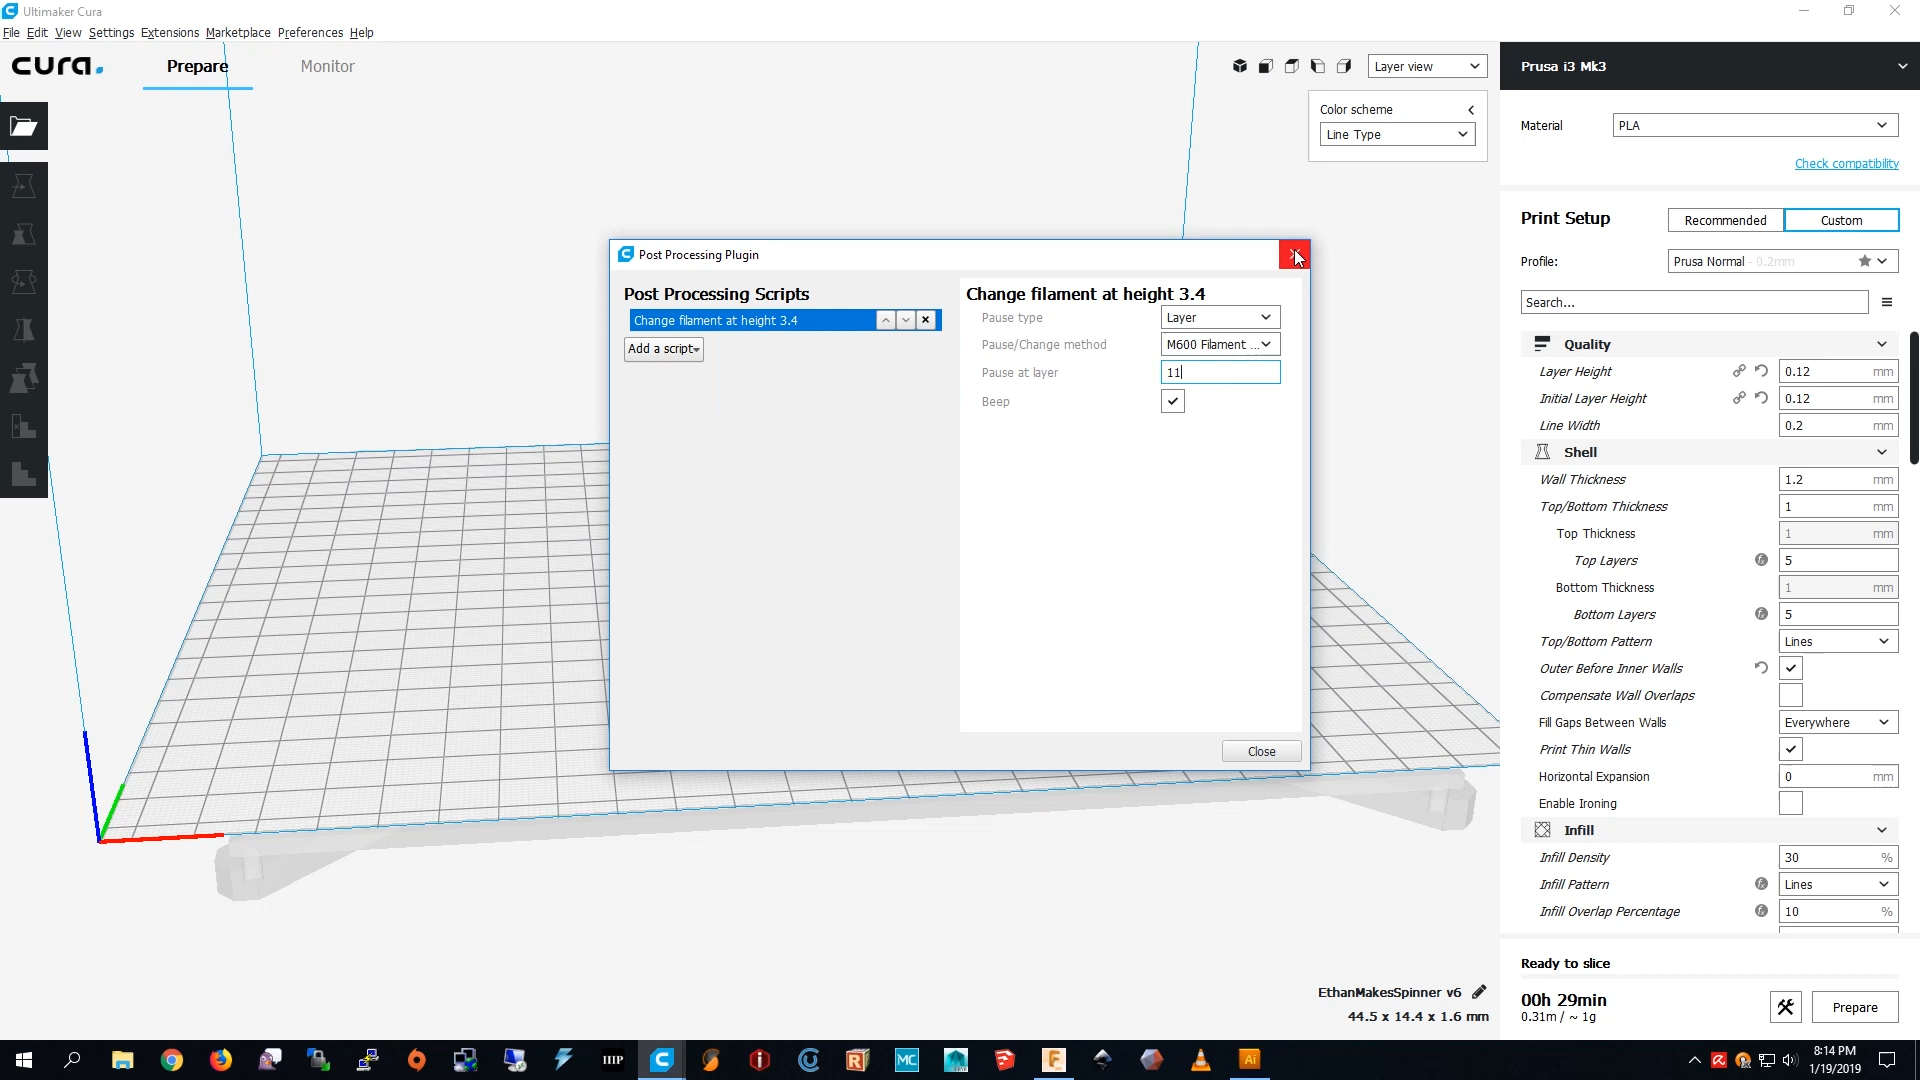 Ultimaker Cura
File Edit View Settings Extensions Marketplace Preferences Help
cura.
Prepare
Monitor
Layer view
Color scheme
Line Type
Prusa i3 Mk3
Material
PLA
Check compatibility
Print Setup
Recommended
Custom
Profile:
Prusa Normal - 0.2mm
Search...
Post Processing Plugin
Post Processing Scripts
Change filament at height 3.4
Add a script
Change filament at height 3.4
Pause type
Layer
Pause/Change method
M600 Filament ...
Pause at layer
11
Beep
Close
Quality
Layer Height
0.12 mm
Initial Layer Height
0.12 mm
Line Width
0.2 mm
Shell
Wall Thickness
1.2 mm
Top/Bottom Thickness
1 mm
Top Thickness
1 mm
Top Layers
5
Bottom Thickness
1 mm
Bottom Layers
5
Top/Bottom Pattern
Lines
Outer Before Inner Walls
Compensate Wall Overlaps
Fill Gaps Between Walls
Everywhere
Print Thin Walls
Horizontal Expansion
0 mm
Enable Ironing
Infill
Infill Density
30 %
Infill Pattern
Lines
Infill Overlap Percentage
10 %
Ready to slice
00h 29min
0.31m / ~ 1g
Prepare
EthanMakesSpinner v6
44.5 x 14.4 x 1.6 mm
MC
Ai
8:14 PM
1/19/2019